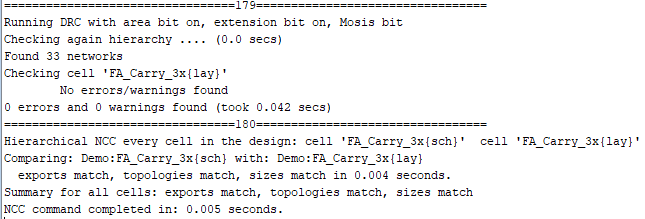 =================================179=================================
Running DRC with area bit on, extension bit on, Mosis bit
Checking again hierarchy .... (0.0 secs)
Found 33 networks
Checking cell 'FA_Carry_3x{lay}'
        No errors/warnings found
0 errors and 0 warnings found (took 0.042 secs)
=================================180=================================
Hierarchical NCC every cell in the design: cell 'FA_Carry_3x{sch}'  cell 'FA_Carry_3x{lay}'
Comparing: Demo:FA_Carry_3x{sch} with: Demo:FA_Carry_3x{lay}
  exports match, topologies match, sizes match in 0.004 seconds.
Summary for all cells: exports match, topologies match, sizes match
NCC command completed in: 0.005 seconds.